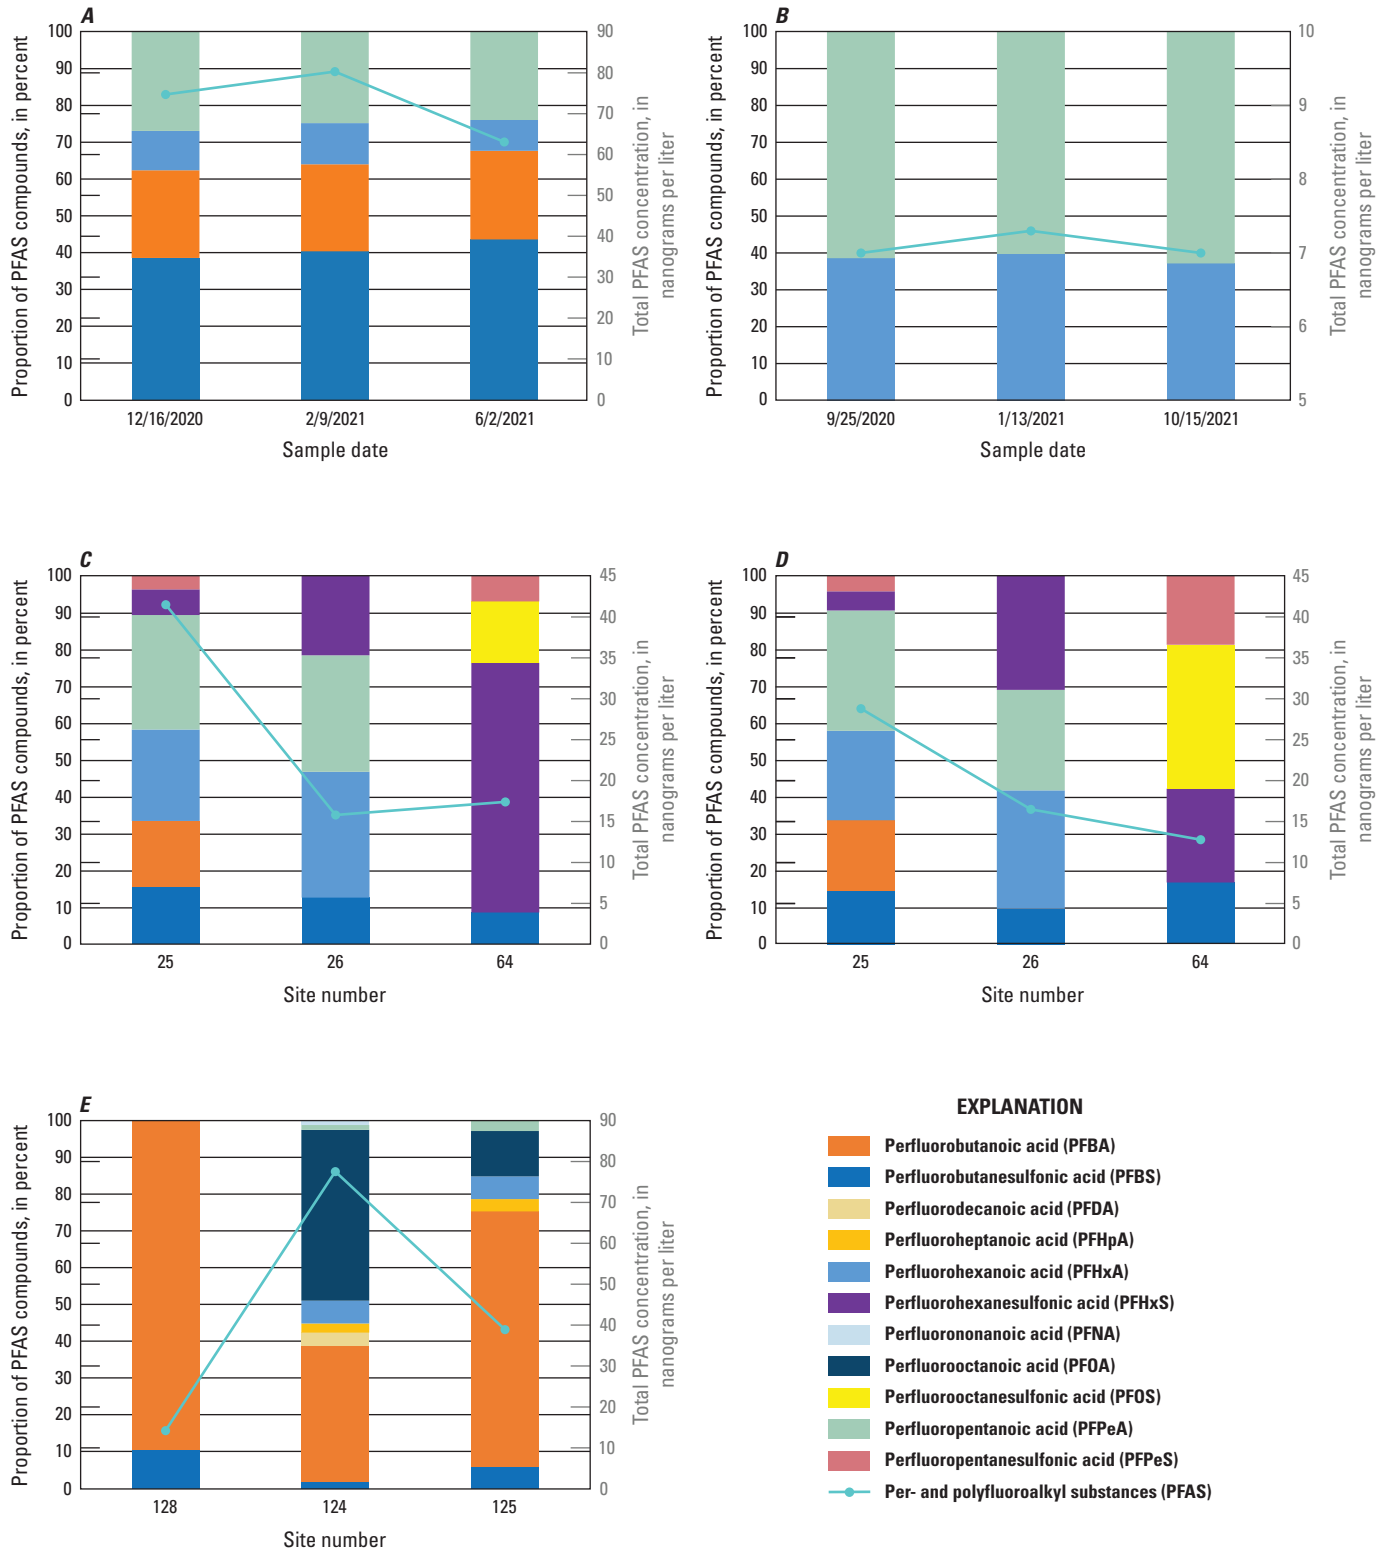 A
Proportion of PFAS compounds, in percent
100
90
80
70
60
50
40
30
20
10
0
90
80
70
60
50
40
30
20
10
0
Total PFAS concentration, in
nanograms per liter
12/16/2020 2/9/2021 6/2/2021
Sample date
B
Proportion of PFAS compounds, in percent
100
90
80
70
60
50
40
30
20
10
0
10
9
8
7
6
5
Total PFAS concentration, in
nanograms per liter
9/25/2020 1/13/2021 10/15/2021
Sample date
C
Proportion of PFAS compounds, in percent
100
90
80
70
60
50
40
30
20
10
0
45
40
35
30
25
20
15
10
5
0
Total PFAS concentration, in
nanograms per liter
25 26 64
Site number
D
Proportion of PFAS compounds, in percent
100
90
80
70
60
50
40
30
20
10
0
45
40
35
30
25
20
15
10
5
0
Total PFAS concentration, in
nanograms per liter
25 26 64
Site number
E
Proportion of PFAS compounds, in percent
100
90
80
70
60
50
40
30
20
10
0
90
80
70
60
50
40
30
20
10
0
Total PFAS concentration, in
nanograms per liter
128 124 125
Site number
EXPLANATION
Perfluorobutanoic acid (PFBA)
Perfluorobutanesulfonic acid (PFBS)
Perfluorodecanoic acid (PFDA)
Perfluoroheptanoic acid (PFHpA)
Perfluorohexanoic acid (PFHxA)
Perfluorohexanesulfonic acid (PFHxS)
Perfluorononanoic acid (PFNA)
Perfluorooctanoic acid (PFOA)
Perfluorooctanesulfonic acid (PFOS)
Perfluoropentanoic acid (PFPeA)
Perfluoropentanesulfonic acid (PFPeS)
Per- and polyfluoroalkyl substances (PFAS)